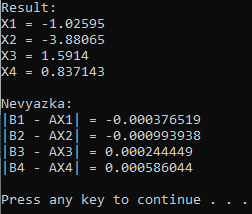 Result:
X1 = -1.02595
X2 = -3.88065
X3 = 1.5914
X4 = 0.837143
Nevyazka:
|B1 - AX1| = -0.000376519
|B2 - AX2| = -0.000993938
|B3 - AX3| = 0.000244449
|B4 - AX4| = 0.000586044
Press any key to continue . . .